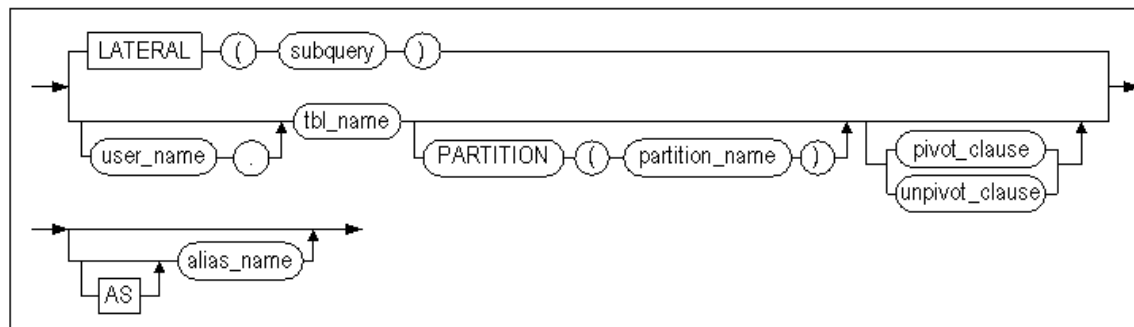 LATERAL ( subquery )
tbl_name
user_name . PARTITION ( partition_name ) pivot_clause
unpivot_clause
alias_name
AS